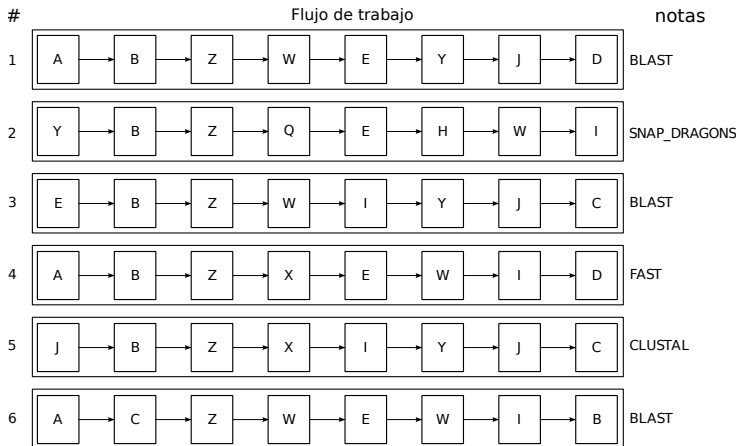 # Flujo de trabajo notas
1 A B Z W E Y J D BLAST
2 Y B Z Q E H W I SNAP_DRAGONS
3 E B Z W I Y J C BLAST
4 A B Z X E W I D FAST
5 J B Z X I Y J C CLUSTAL
6 A C Z W E W I B BLAST